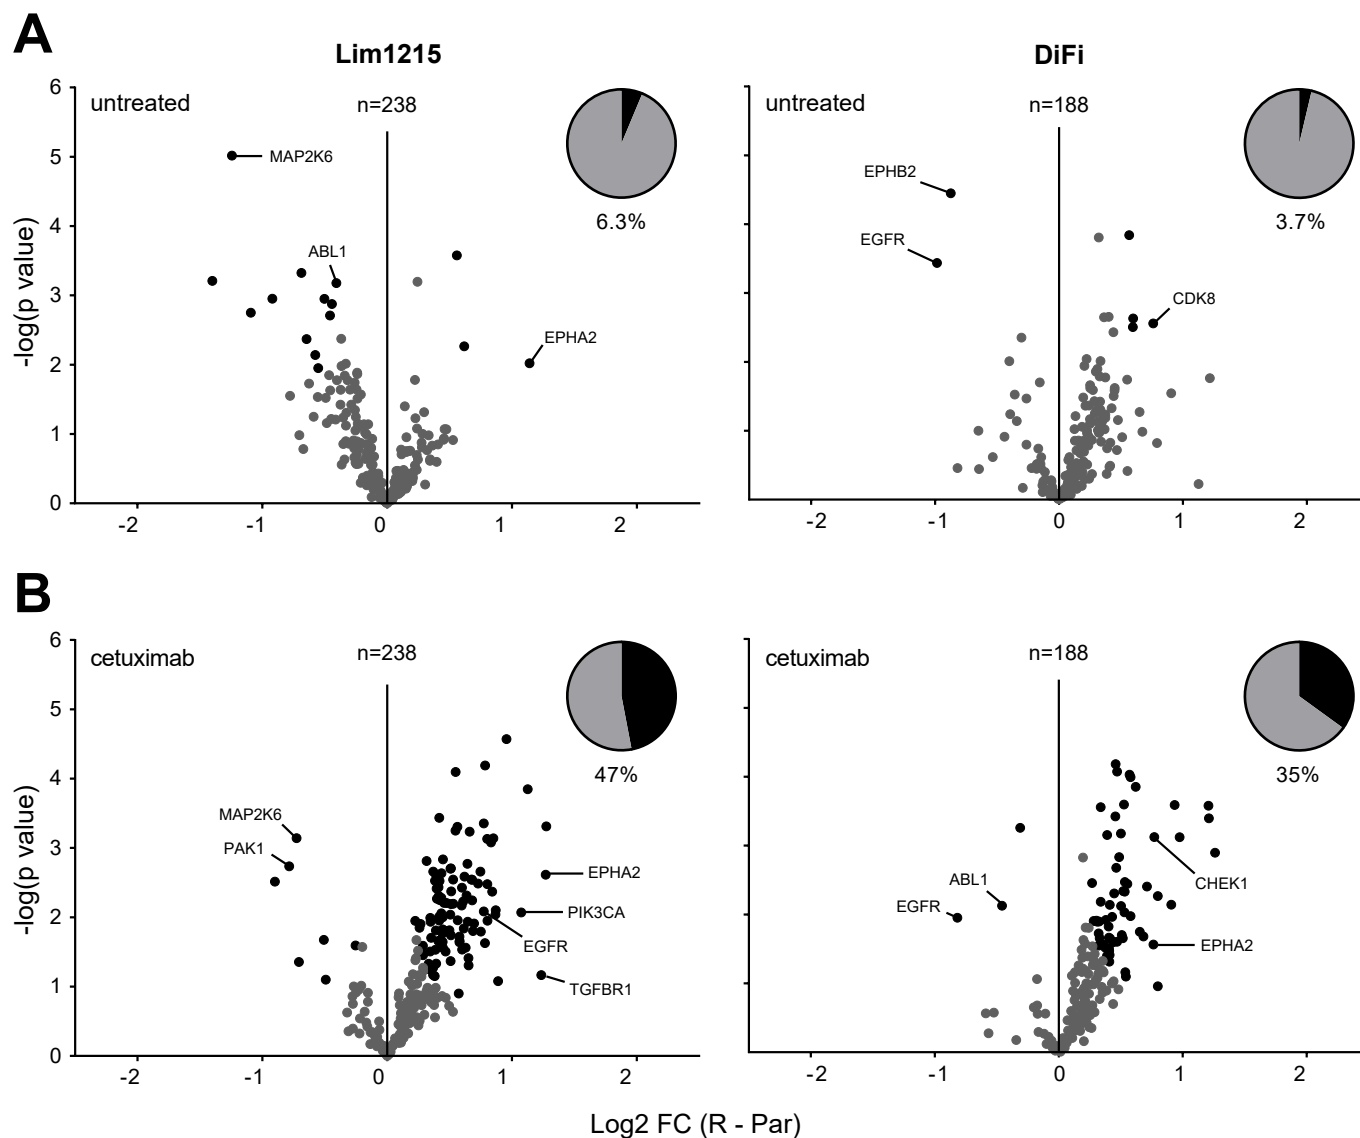 A
Lim1215
DiFi
untreated
n=238
6.3%
MAP2K6
ABL1
EPHA2
6
5
4
3
2
1
0
-log(p value)
-2
-1
0
1
2
untreated
n=188
3.7%
EPHB2
EGFR
CDK8
-2
-1
0
1
2
B
cetuximab
n=238
47%
MAP2K6
PAK1
EPHA2
PIK3CA
EGFR
TGFBR1
6
5
4
3
2
1
0
-log(p value)
-2
-1
0
1
2
cetuximab
n=188
35%
ABL1
EGFR
CHEK1
EPHA2
-2
-1
0
1
2
Log2 FC (R - Par)